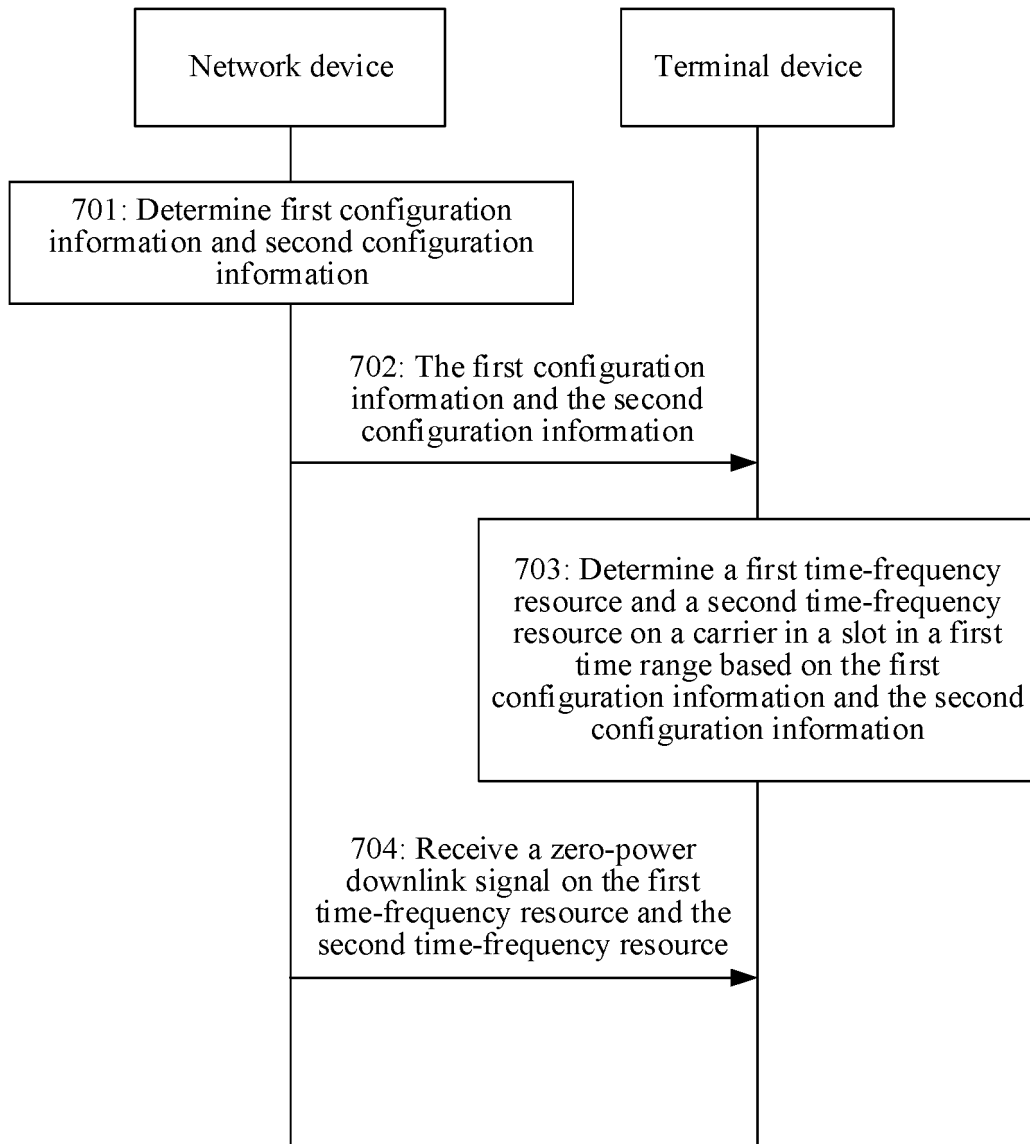 Network device
Terminal device
701: Determine first configuration
information and second configuration
information
702: The first configuration
information and the second
configuration information
703: Determine a first time-frequency
resource and a second time-frequency
resource on a carrier in a slot in a first
time range based on the first
configuration information and the second
configuration information
704: Receive a zero-power
downlink signal on the first
time-frequency resource and the
second time-frequency resource